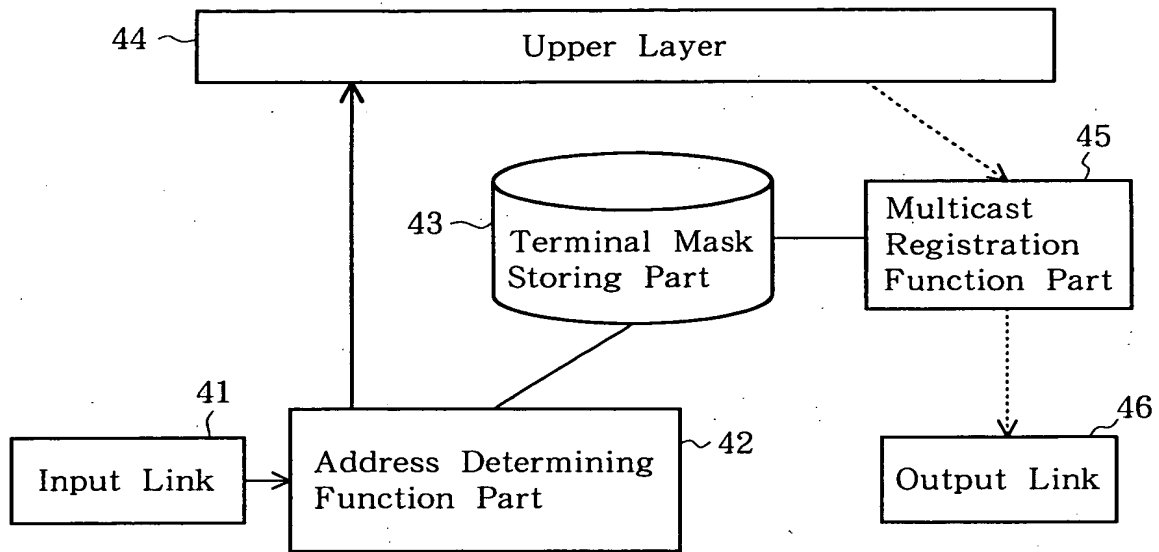 44
Upper Layer
45
43
Terminal Mask
Storing Part
Multicast
Registration
Function Part
41
Input Link
42
Address Determining
Function Part
46
Output Link